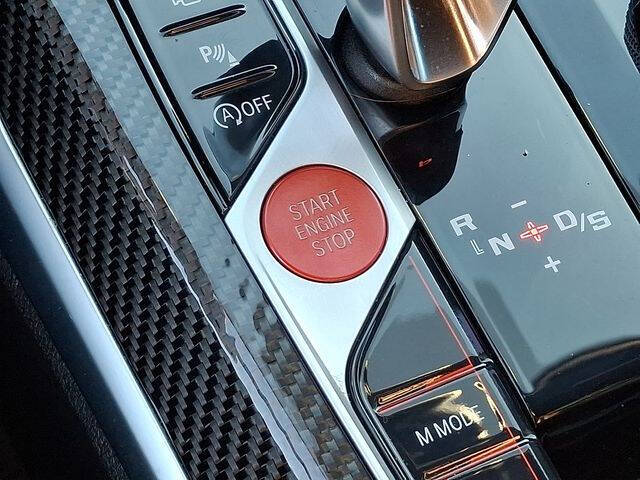 P
A OFF
START
ENGINE
STOP
R −
N D/S
+
M MODE